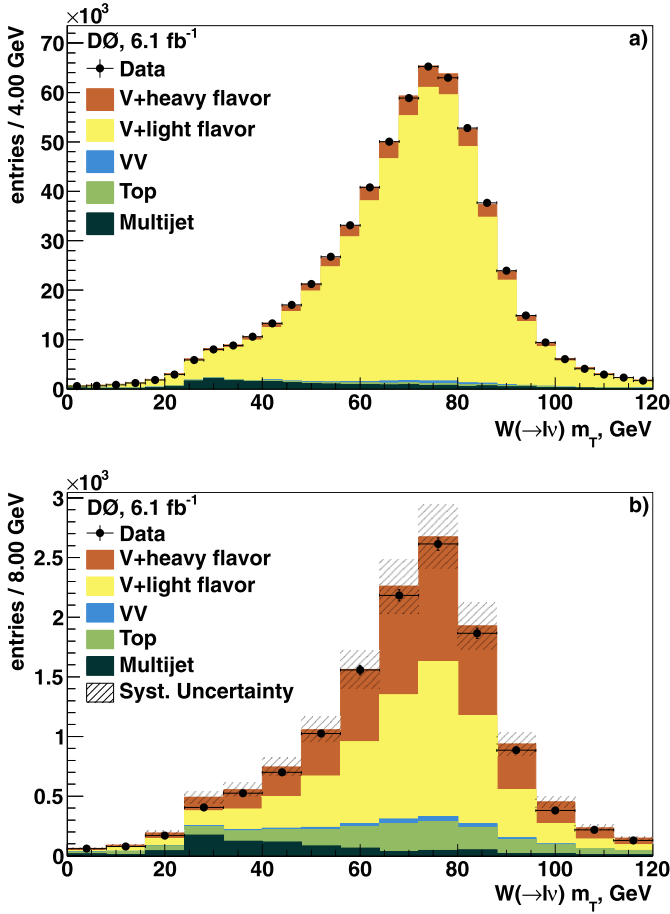 ×10³
entries / 4.00 GeV
DØ, 6.1 fb⁻¹
a)
Data
V+heavy flavor
V+light flavor
VV
Top
Multijet
70
60
50
40
30
20
10
0
0 20 40 60 80 100 120
W(→lν) m_T, GeV
×10³
entries / 8.00 GeV
DØ, 6.1 fb⁻¹
b)
Data
V+heavy flavor
V+light flavor
VV
Top
Multijet
Syst. Uncertainty
3
2.5
2
1.5
1
0.5
0
0 20 40 60 80 100 120
W(→lν) m_T, GeV